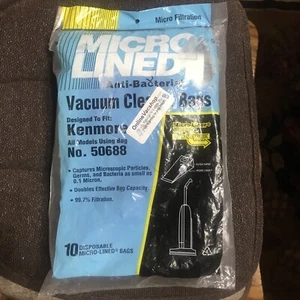 Micro Filtration
MICRO
LINED
Anti-Bacterial
Vacuum Cleaner Bags
Designed To Fit:
Kenmore
All Models Using Bag
No. 50688
• Captures Microscopic Particles,
Germs, and Bacteria as small as
0.1 Micron.
• Doubles Effective Bag Capacity.
• 99.7% Filtration.
10 DISPOSABLE
MICRO-LINED BAGS
OnlineVacshop